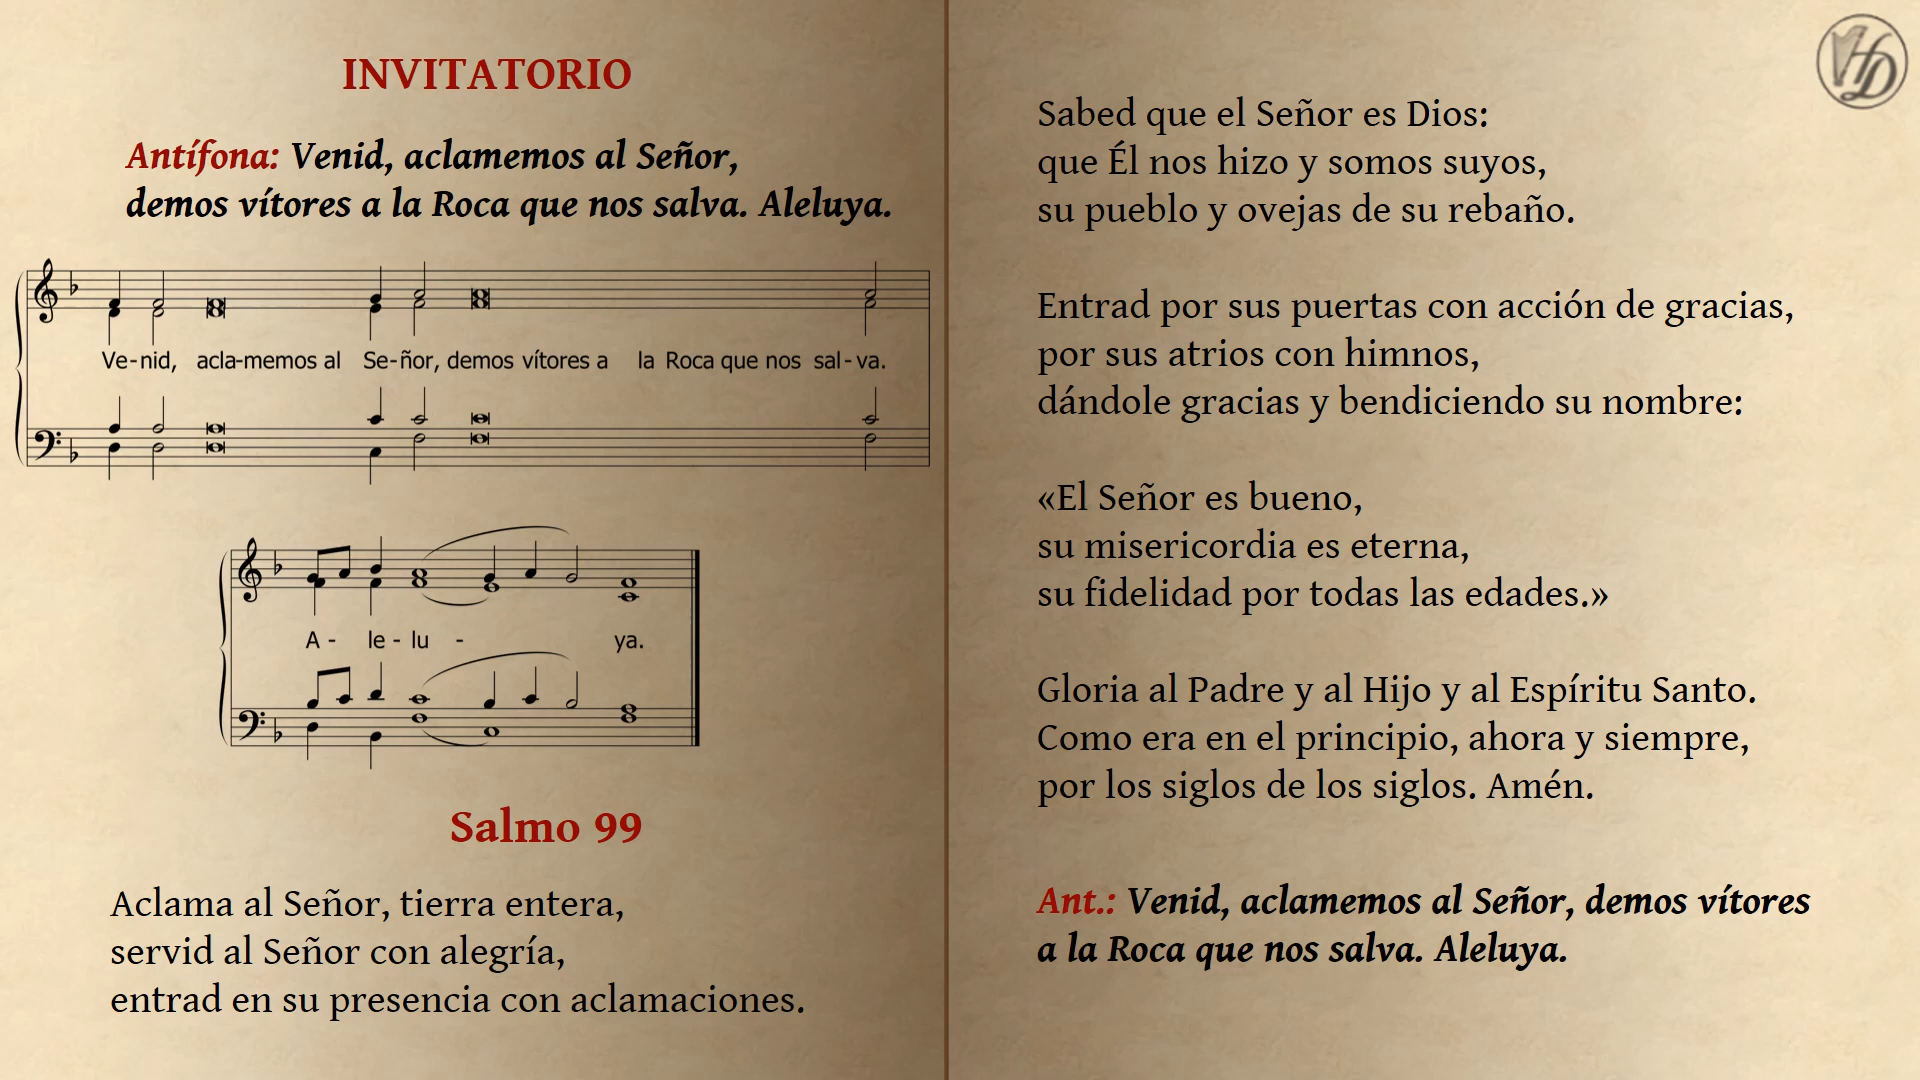 INVITATORIO
Antífona: Venid, aclamemos al Señor,
demos vítores a la Roca que nos salva. Aleluya.
Ve-nid, acla-memos al Se-ñor, demos vítores a la Roca que nos sal-va.
A - le - lu - ya.
Salmo 99
Aclama al Señor, tierra entera,
servid al Señor con alegría,
entrad en su presencia con aclamaciones.
HD
Sabed que el Señor es Dios:
que Él nos hizo y somos suyos,
su pueblo y ovejas de su rebaño.
Entrad por sus puertas con acción de gracias,
por sus atrios con himnos,
dándole gracias y bendiciendo su nombre:
«El Señor es bueno,
su misericordia es eterna,
su fidelidad por todas las edades.»
Gloria al Padre y al Hijo y al Espíritu Santo.
Como era en el principio, ahora y siempre,
por los siglos de los siglos. Amén.
Ant.: Venid, aclamemos al Señor, demos vítores
a la Roca que nos salva. Aleluya.